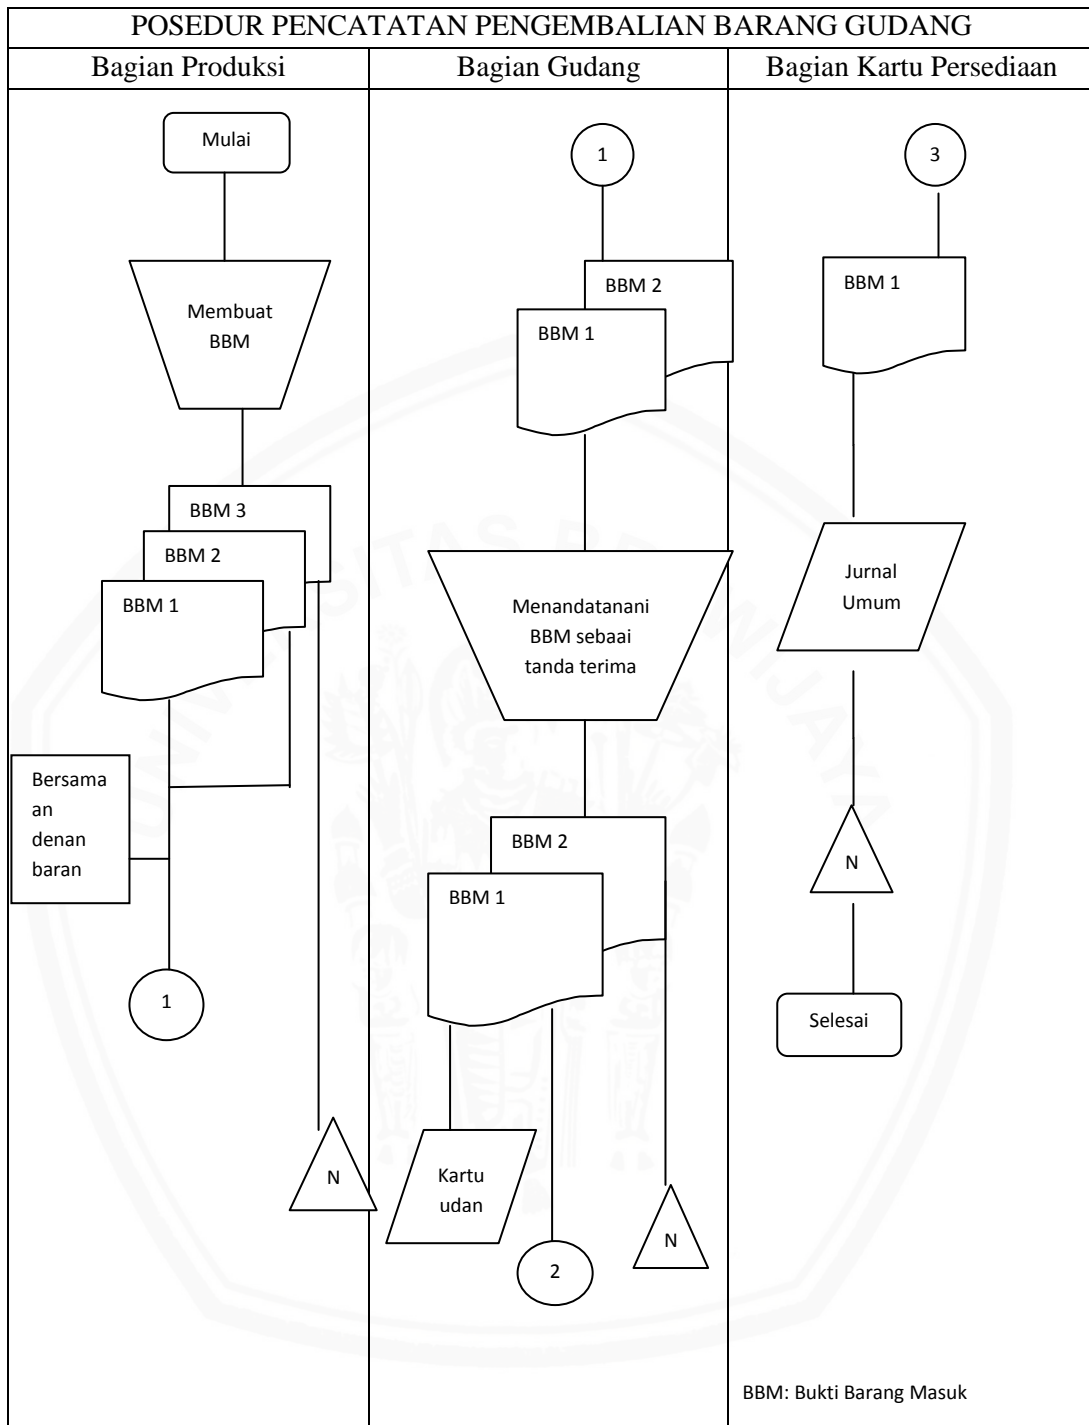 POSEDUR PENCATATAN PENGEMBALIAN BARANG GUDANG
Bagian Produksi
Bagian Gudang
Bagian Kartu Persediaan
Mulai
Membuat
BBM
BBM 3
BBM 2
BBM 1
Bersama
an
denan
baran
1
N
1
BBM 2
BBM 1
Menandatanani
BBM sebaai
tanda terima
BBM 2
BBM 1
Kartu
udan
2
N
3
BBM 1
Jurnal
Umum
N
Selesai
BBM: Bukti Barang Masuk
UNIVERSITAS BRAWIJAYA